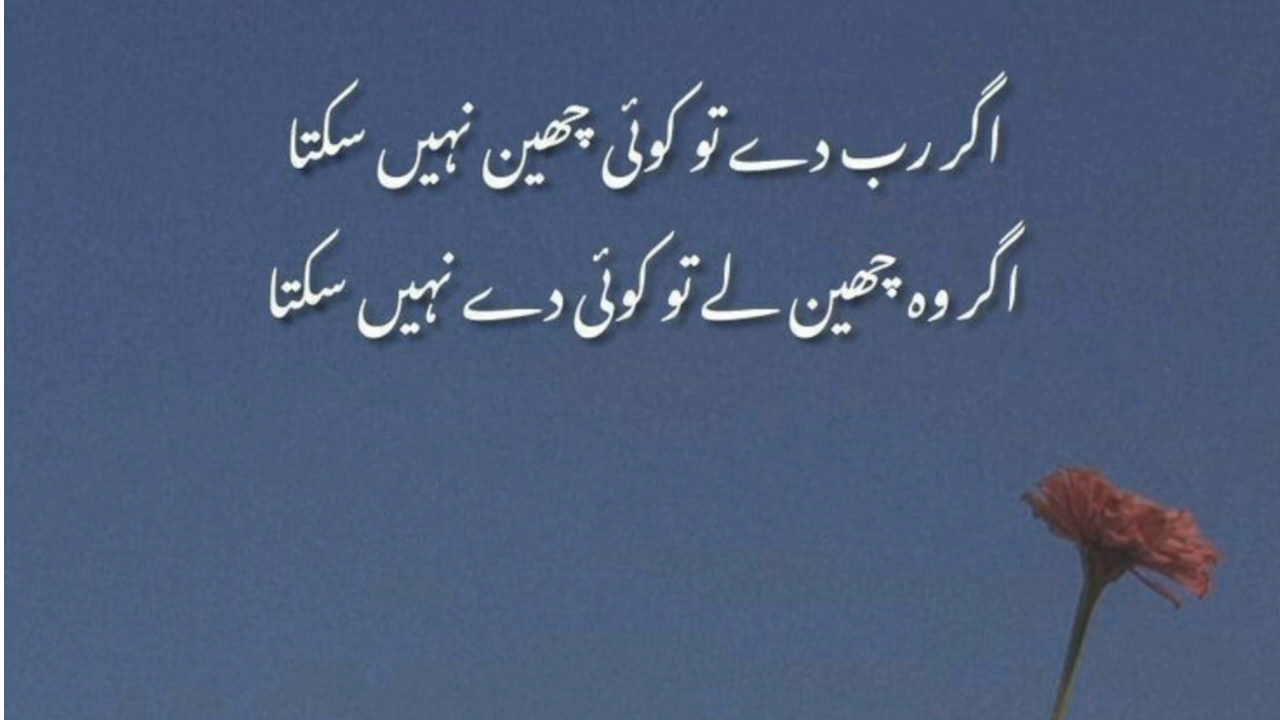 اگر رب دے تو کوئی چھین نہیں سکتا
اگر وہ چھین لے تو کوئی دے نہیں سکتا